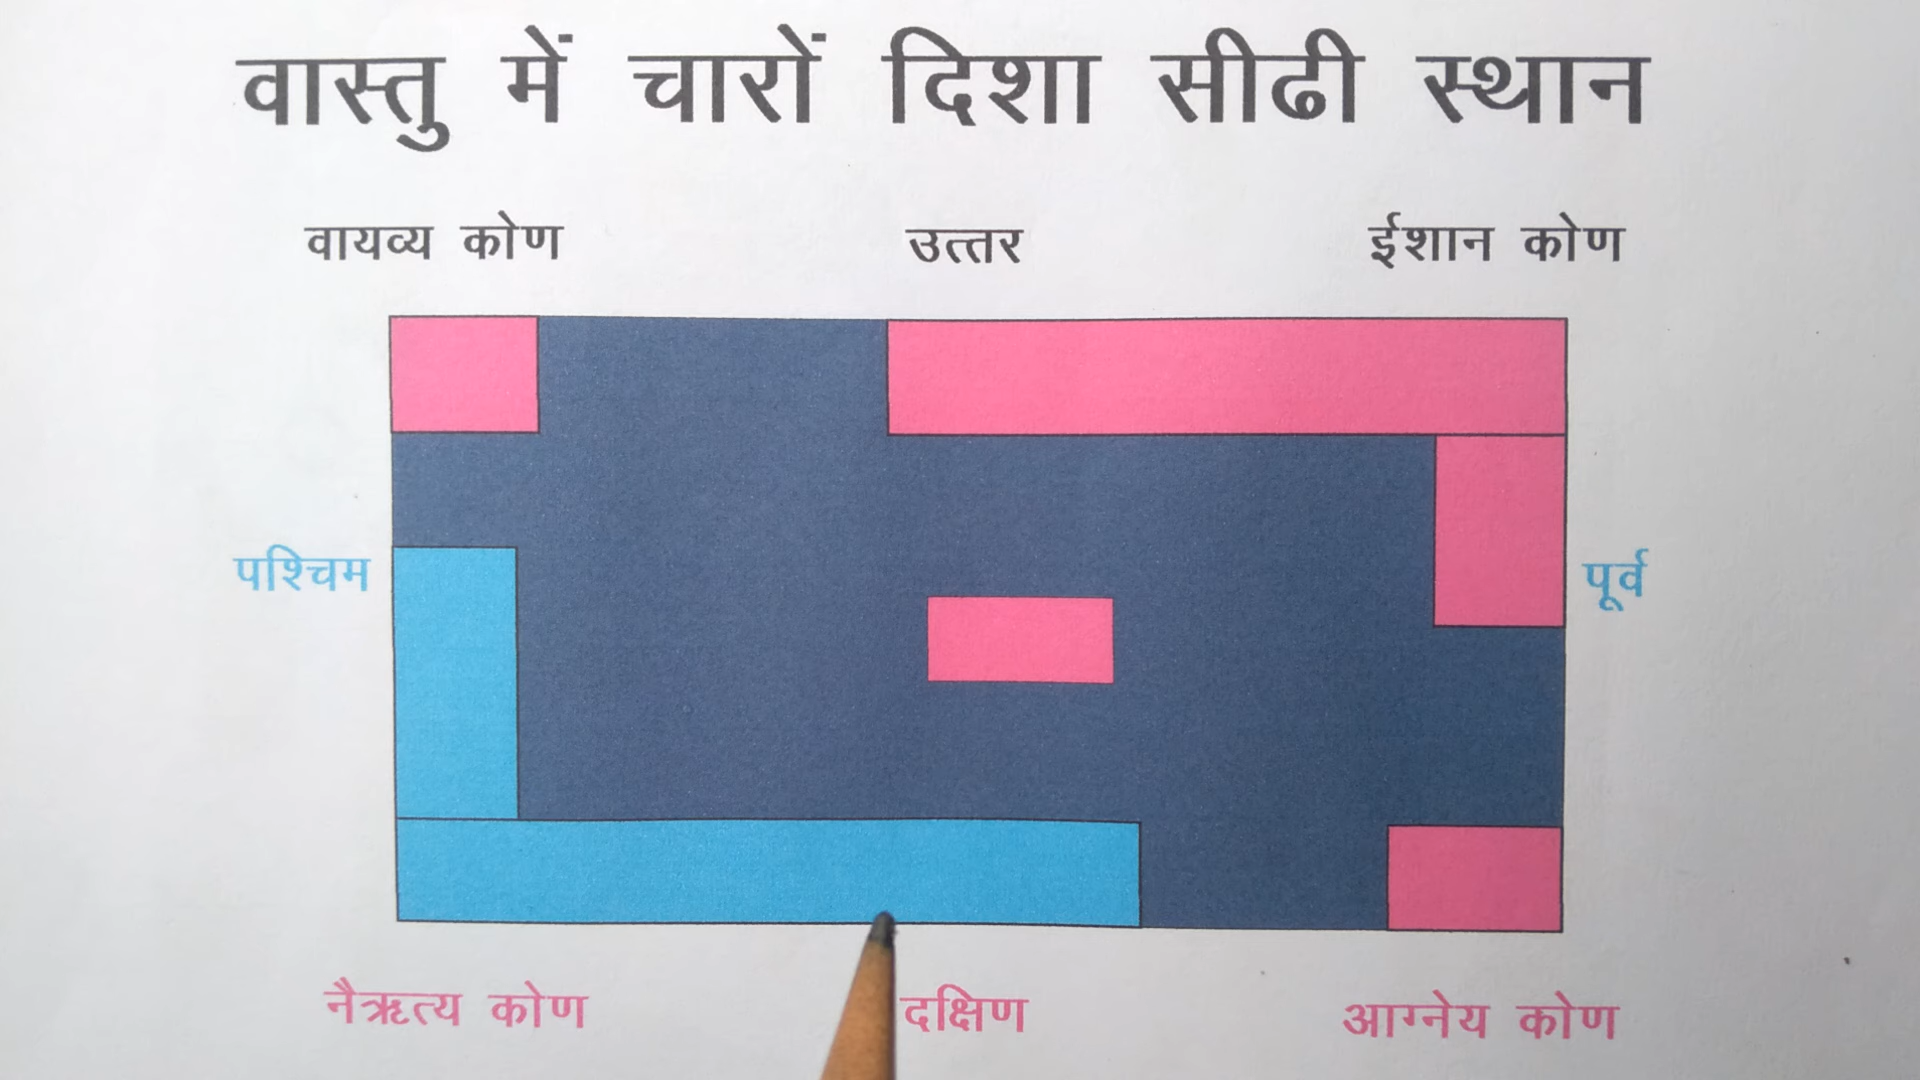 वास्तु में चारों दिशा सीढी स्थान
वायव्य कोण उत्तर ईशान कोण
पश्चिम पूर्व
नैऋत्य कोण दक्षिण आग्नेय कोण